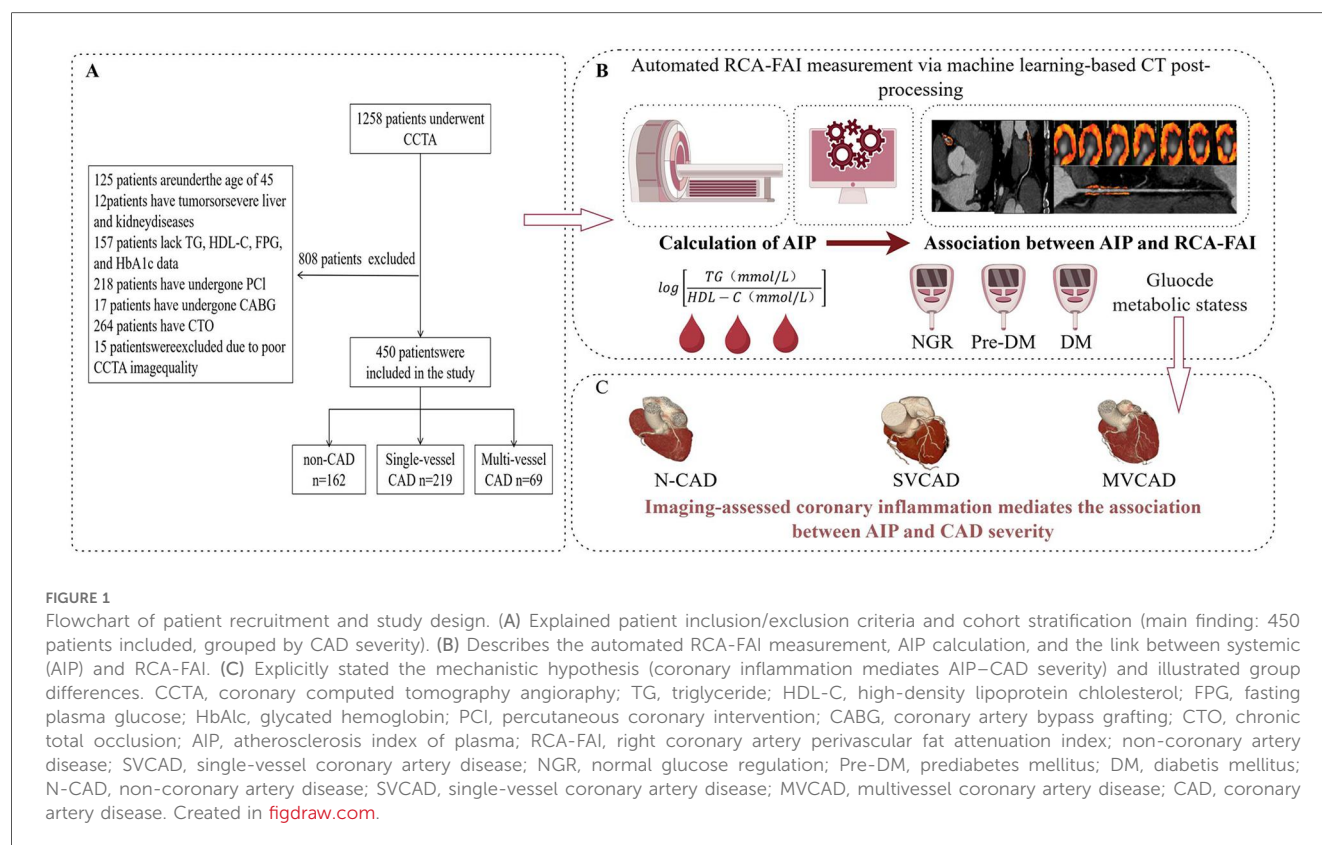 A
1258 patients underwent
CCTA
125 patients areunderthe age of 45
12patients have tumorsorsevere liver
and kidneydiseases
157 patients lack TG, HDL-C, FPG,
and HbA1c data
218 patients have undergone PCI
17 patients have undergone CABG
264 patients have CTO
15 patientswereexcluded due to poor
CCTA imagequality
808 patients excluded
450 patientswere
included in the study
non-CAD
n=162
Single-vessel
CAD n=219
Multi-vessel
CAD n=69
B
Automated RCA-FAI measurement via machine learning-based CT post-
processing
Calculation of AIP
Association between AIP and RCA-FAI
log[TG (mmol/L) / HDL-C (mmol/L)]
NGR
Pre-DM
DM
Gluocde
metabolic statess
C
N-CAD
SVCAD
MVCAD
Imaging-assessed coronary inflammation mediates the association
between AIP and CAD severity
FIGURE 1
Flowchart of patient recruitment and study design. (A) Explained patient inclusion/exclusion criteria and cohort stratification (main finding: 450
patients included, grouped by CAD severity). (B) Describes the automated RCA-FAI measurement, AIP calculation, and the link between systemic
(AIP) and RCA-FAI. (C) Explicitly stated the mechanistic hypothesis (coronary inflammation mediates AIP–CAD severity) and illustrated group
differences. CCTA, coronary computed tomography angioraphy; TG, triglyceride; HDL-C, high-density lipoprotein chlolesterol; FPG, fasting
plasma glucose; HbAlc, glycated hemoglobin; PCI, percutaneous coronary intervention; CABG, coronary artery bypass grafting; CTO, chronic
total occlusion; AIP, atherosclerosis index of plasma; RCA-FAI, right coronary artery perivascular fat attenuation index; non-coronary artery
disease; SVCAD, single-vessel coronary artery disease; NGR, normal glucose regulation; Pre-DM, prediabetes mellitus; DM, diabetis mellitus;
N-CAD, non-coronary artery disease; SVCAD, single-vessel coronary artery disease; MVCAD, multivessel coronary artery disease; CAD, coronary
artery disease. Created in figdraw.com.